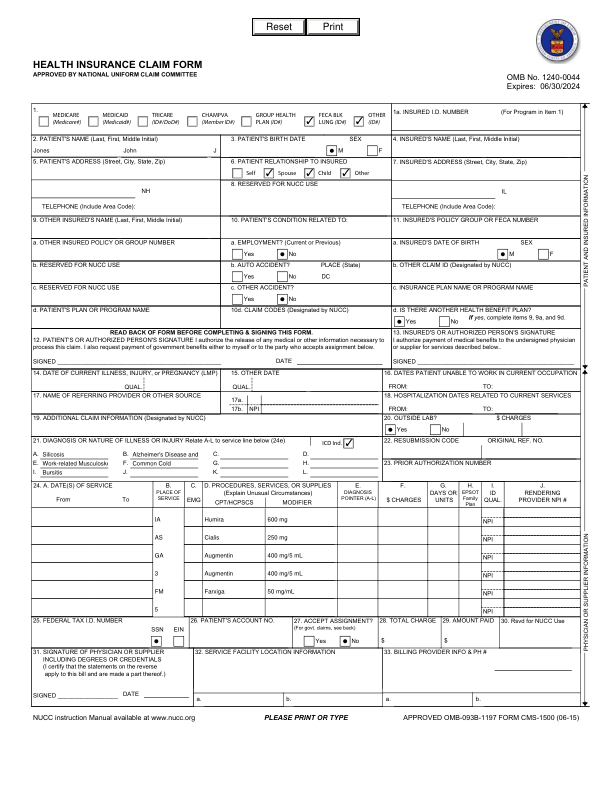 Reset Print
HEALTH INSURANCE CLAIM FORM
APPROVED BY NATIONAL UNIFORM CLAIM COMMITTEE
OMB No. 1240-0044
Expires: 06/30/2024
1. MEDICARE MEDICAID TRICARE CHAMPVA GROUP HEALTH PLAN FECA BLK LUNG OTHER
(Medicare#) (Medicaid#) (ID#/DoD#) (Member ID#) (ID#) (ID#) (ID#)
1a. INSURED I.D. NUMBER (For Program in Item 1)
2. PATIENT'S NAME (Last, First, Middle Initial) 3. PATIENT'S BIRTH DATE SEX 4. INSURED'S NAME (Last, First, Middle Initial)
Jones John J M F
5. PATIENT'S ADDRESS (Street, City, State, Zip) 6. PATIENT RELATIONSHIP TO INSURED 7. INSURED'S ADDRESS (Street, City, State, Zip)
Self Spouse Child Other
8. RESERVED FOR NUCC USE
NH IL
TELEPHONE (Include Area Code): TELEPHONE (Include Area Code):
9. OTHER INSURED'S NAME (Last, First, Middle Initial) 10. PATIENT'S CONDITION RELATED TO: 11. INSURED'S POLICY GROUP OR FECA NUMBER
a. OTHER INSURED POLICY OR GROUP NUMBER a. EMPLOYMENT? (Current or Previous) a. INSURED'S DATE OF BIRTH SEX
Yes No M F
b. RESERVED FOR NUCC USE b. AUTO ACCIDENT? PLACE (State) b. OTHER CLAIM ID (Designated by NUCC)
Yes No DC
c. RESERVED FOR NUCC USE c. OTHER ACCIDENT? c. INSURANCE PLAN NAME OR PROGRAM NAME
Yes No
d. PATIENT'S PLAN OR PROGRAM NAME 10d. CLAIM CODES (Designated by NUCC) d. IS THERE ANOTHER HEALTH BENEFIT PLAN?
Yes No If yes, complete items 9, 9a, and 9d.
READ BACK OF FORM BEFORE COMPLETING & SIGNING THIS FORM.
12. PATIENT'S OR AUTHORIZED PERSON'S SIGNATURE I authorize the release of any medical or other information necessary to
process this claim. I also request payment of government benefits either to myself or to the party who accepts assignment below.
SIGNED DATE
13. INSURED'S OR AUTHORIZED PERSON'S SIGNATURE
I authorize payment of medical benefits to the undersigned physician
or supplier for services described below..
SIGNED
PATIENT AND INSURED INFORMATION
14. DATE OF CURRENT ILLNESS, INJURY, or PREGNANCY (LMP) 15. OTHER DATE 16. DATES PATIENT UNABLE TO WORK IN CURRENT OCCUPATION
QUAL. QUAL. FROM: TO:
17. NAME OF REFERRING PROVIDER OR OTHER SOURCE 17a. 18. HOSPITALIZATION DATES RELATED TO CURRENT SERVICES
17b. NPI FROM: TO:
19. ADDITIONAL CLAIM INFORMATION (Designated by NUCC) 20. OUTSIDE LAB? $ CHARGES
Yes No
21. DIAGNOSIS OR NATURE OF ILLNESS OR INJURY Relate A-L to service line below (24e) ICD Ind. 22. RESUBMISSION CODE ORIGINAL REF. NO.
A. Silicosis B. Alzheimer's Disease and C. D.
E. Work-related Musculosk F. Common Cold G. H. 23. PRIOR AUTHORIZATION NUMBER
I. Bursitis J. K. L.
24. A. DATE(S) OF SERVICE B. PLACE OF SERVICE C. EMG D. PROCEDURES, SERVICES, OR SUPPLIES E. DIAGNOSIS POINTER (A-L) F. $ CHARGES G. DAYS OR UNITS H. EPSOT Family Plan I. ID QUAL. J. RENDERING PROVIDER NPI #
(Explain Unusual Circumstances)
From To CPT/HCPSCS MODIFIER
IA Humira 600 mg NPI
AS Cialis 250 mg NPI
GA Augmentin 400 mg/5 mL NPI
3 Augmentin 400 mg/5 mL NPI
FM Farxiga 50 mg/mL NPI
5 NPI
25. FEDERAL TAX I.D. NUMBER 26. PATIENT'S ACCOUNT NO. 27. ACCEPT ASSIGNMENT? 28. TOTAL CHARGE 29. AMOUNT PAID 30. Rsvd for NUCC Use
SSN EIN (For govt. claims, see back)
Yes No $ $
31. SIGNATURE OF PHYSICIAN OR SUPPLIER 32. SERVICE FACILITY LOCATION INFORMATION 33. BILLING PROVIDER INFO & PH #
INCLUDING DEGREES OR CREDENTIALS
(I certify that the statements on the reverse
apply to this bill and are made a part thereof.)
SIGNED DATE a. b. a. b.
PHYSICIAN OR SUPPLIER INFORMATION
NUCC instruction Manual available at www.nucc.org PLEASE PRINT OR TYPE APPROVED OMB-093B-1197 FORM CMS-1500 (06-15)